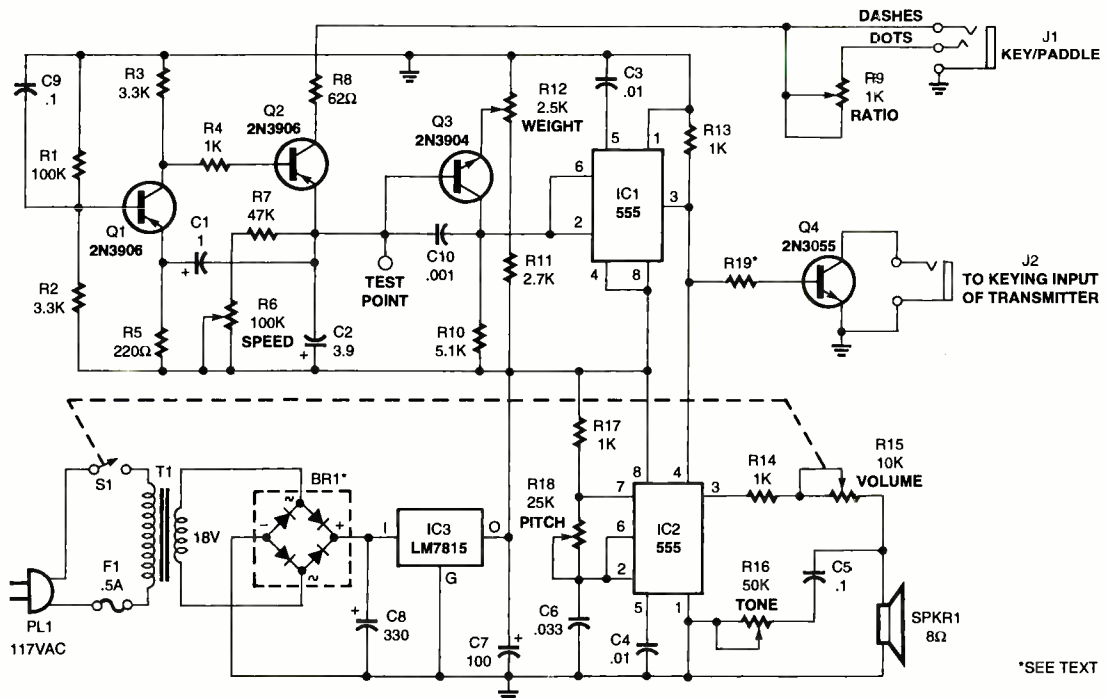 DASHES
DOTS
J1
KEY/PADDLE
C9
.1
R3
3.3K
R8
62Ω
Q2
2N3906
R4
1K
R1
100K
Q1
2N3906
R7
47K
C1
1
+
R2
3.3K
R5
220Ω
R6
100K
SPEED
C2
3.9
+
TEST
POINT
Q3
2N3904
C10
.001
R12
2.5K
WEIGHT
R11
2.7K
R10
5.1K
C3
.01
5
1
6
2
3
4
8
IC1
555
R13
1K
R9
1K
RATIO
Q4
2N3055
R19*
J2
TO KEYING INPUT
OF TRANSMITTER
S1
T1
18V
F1
.5A
PL1
117VAC
BR1*
~
−
+
~
I
IC3
LM7815
O
G
+
C8
330
C7
100
+
R17
1K
R18
25K
PITCH
C6
.033
8
4
7
6
2
3
5
1
IC2
555
C4
.01
R14
1K
R15
10K
VOLUME
R16
50K
TONE
C5
.1
SPKR1
8Ω
*SEE TEXT